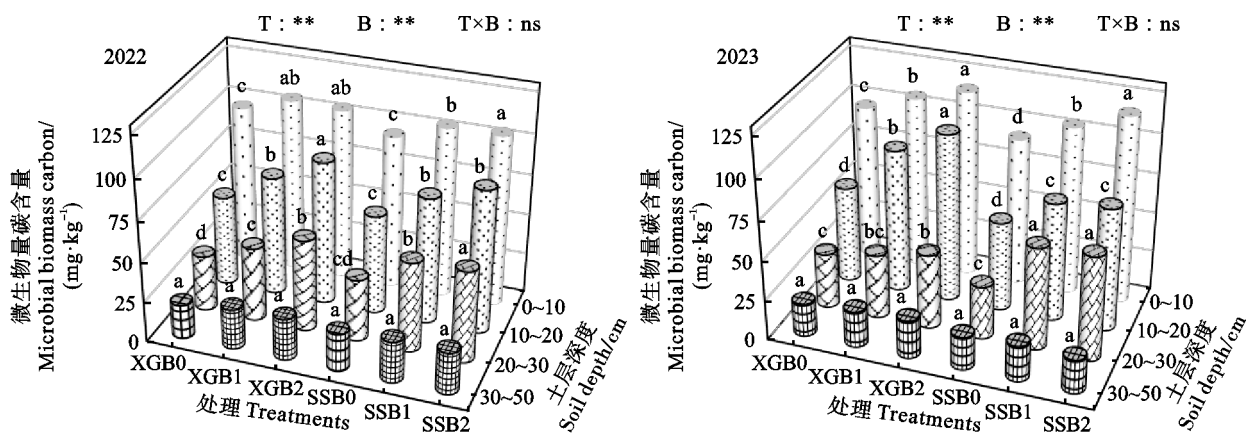 T：** B：** T×B：ns
2022
微生物量碳含量
Microbial biomass carbon/
(mg·kg⁻¹)
125
100
75
50
25
0
c ab ab c b a
c b a c b b
d c b cd b a
a a a a a a
XGB0
XGB1
XGB2
SSB0
SSB1
SSB2
处理 Treatments
0~10
10~20
20~30
30~50
土层深度
Soil depth/cm
T：** B：** T×B：ns
2023
微生物量碳含量
Microbial biomass carbon/
(mg·kg⁻¹)
125
100
75
50
25
0
c b a d b a
d b a d c c
c bc b c a a
a a a a a a
XGB0
XGB1
XGB2
SSB0
SSB1
SSB2
处理 Treatments
0~10
10~20
20~30
30~50
土层深度
Soil depth/cm